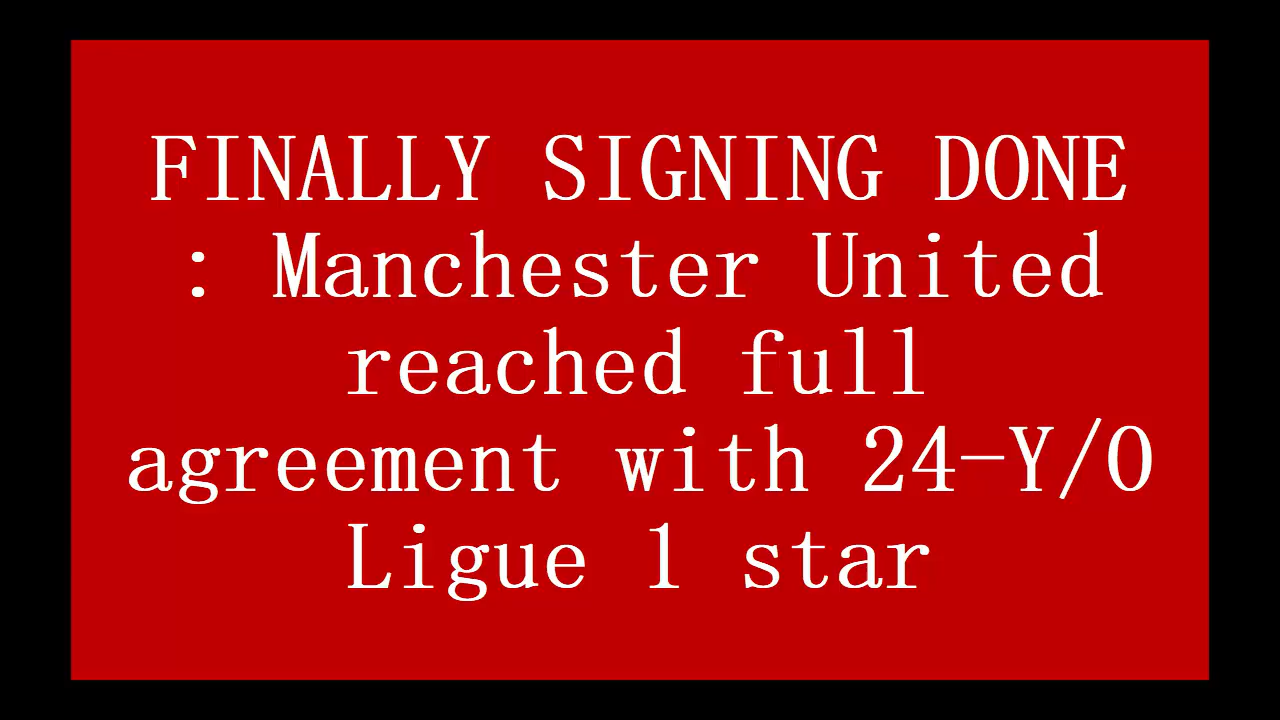 FINALLY SIGNING DONE
: Manchester United
reached full
agreement with 24-Y/O
Ligue 1 star